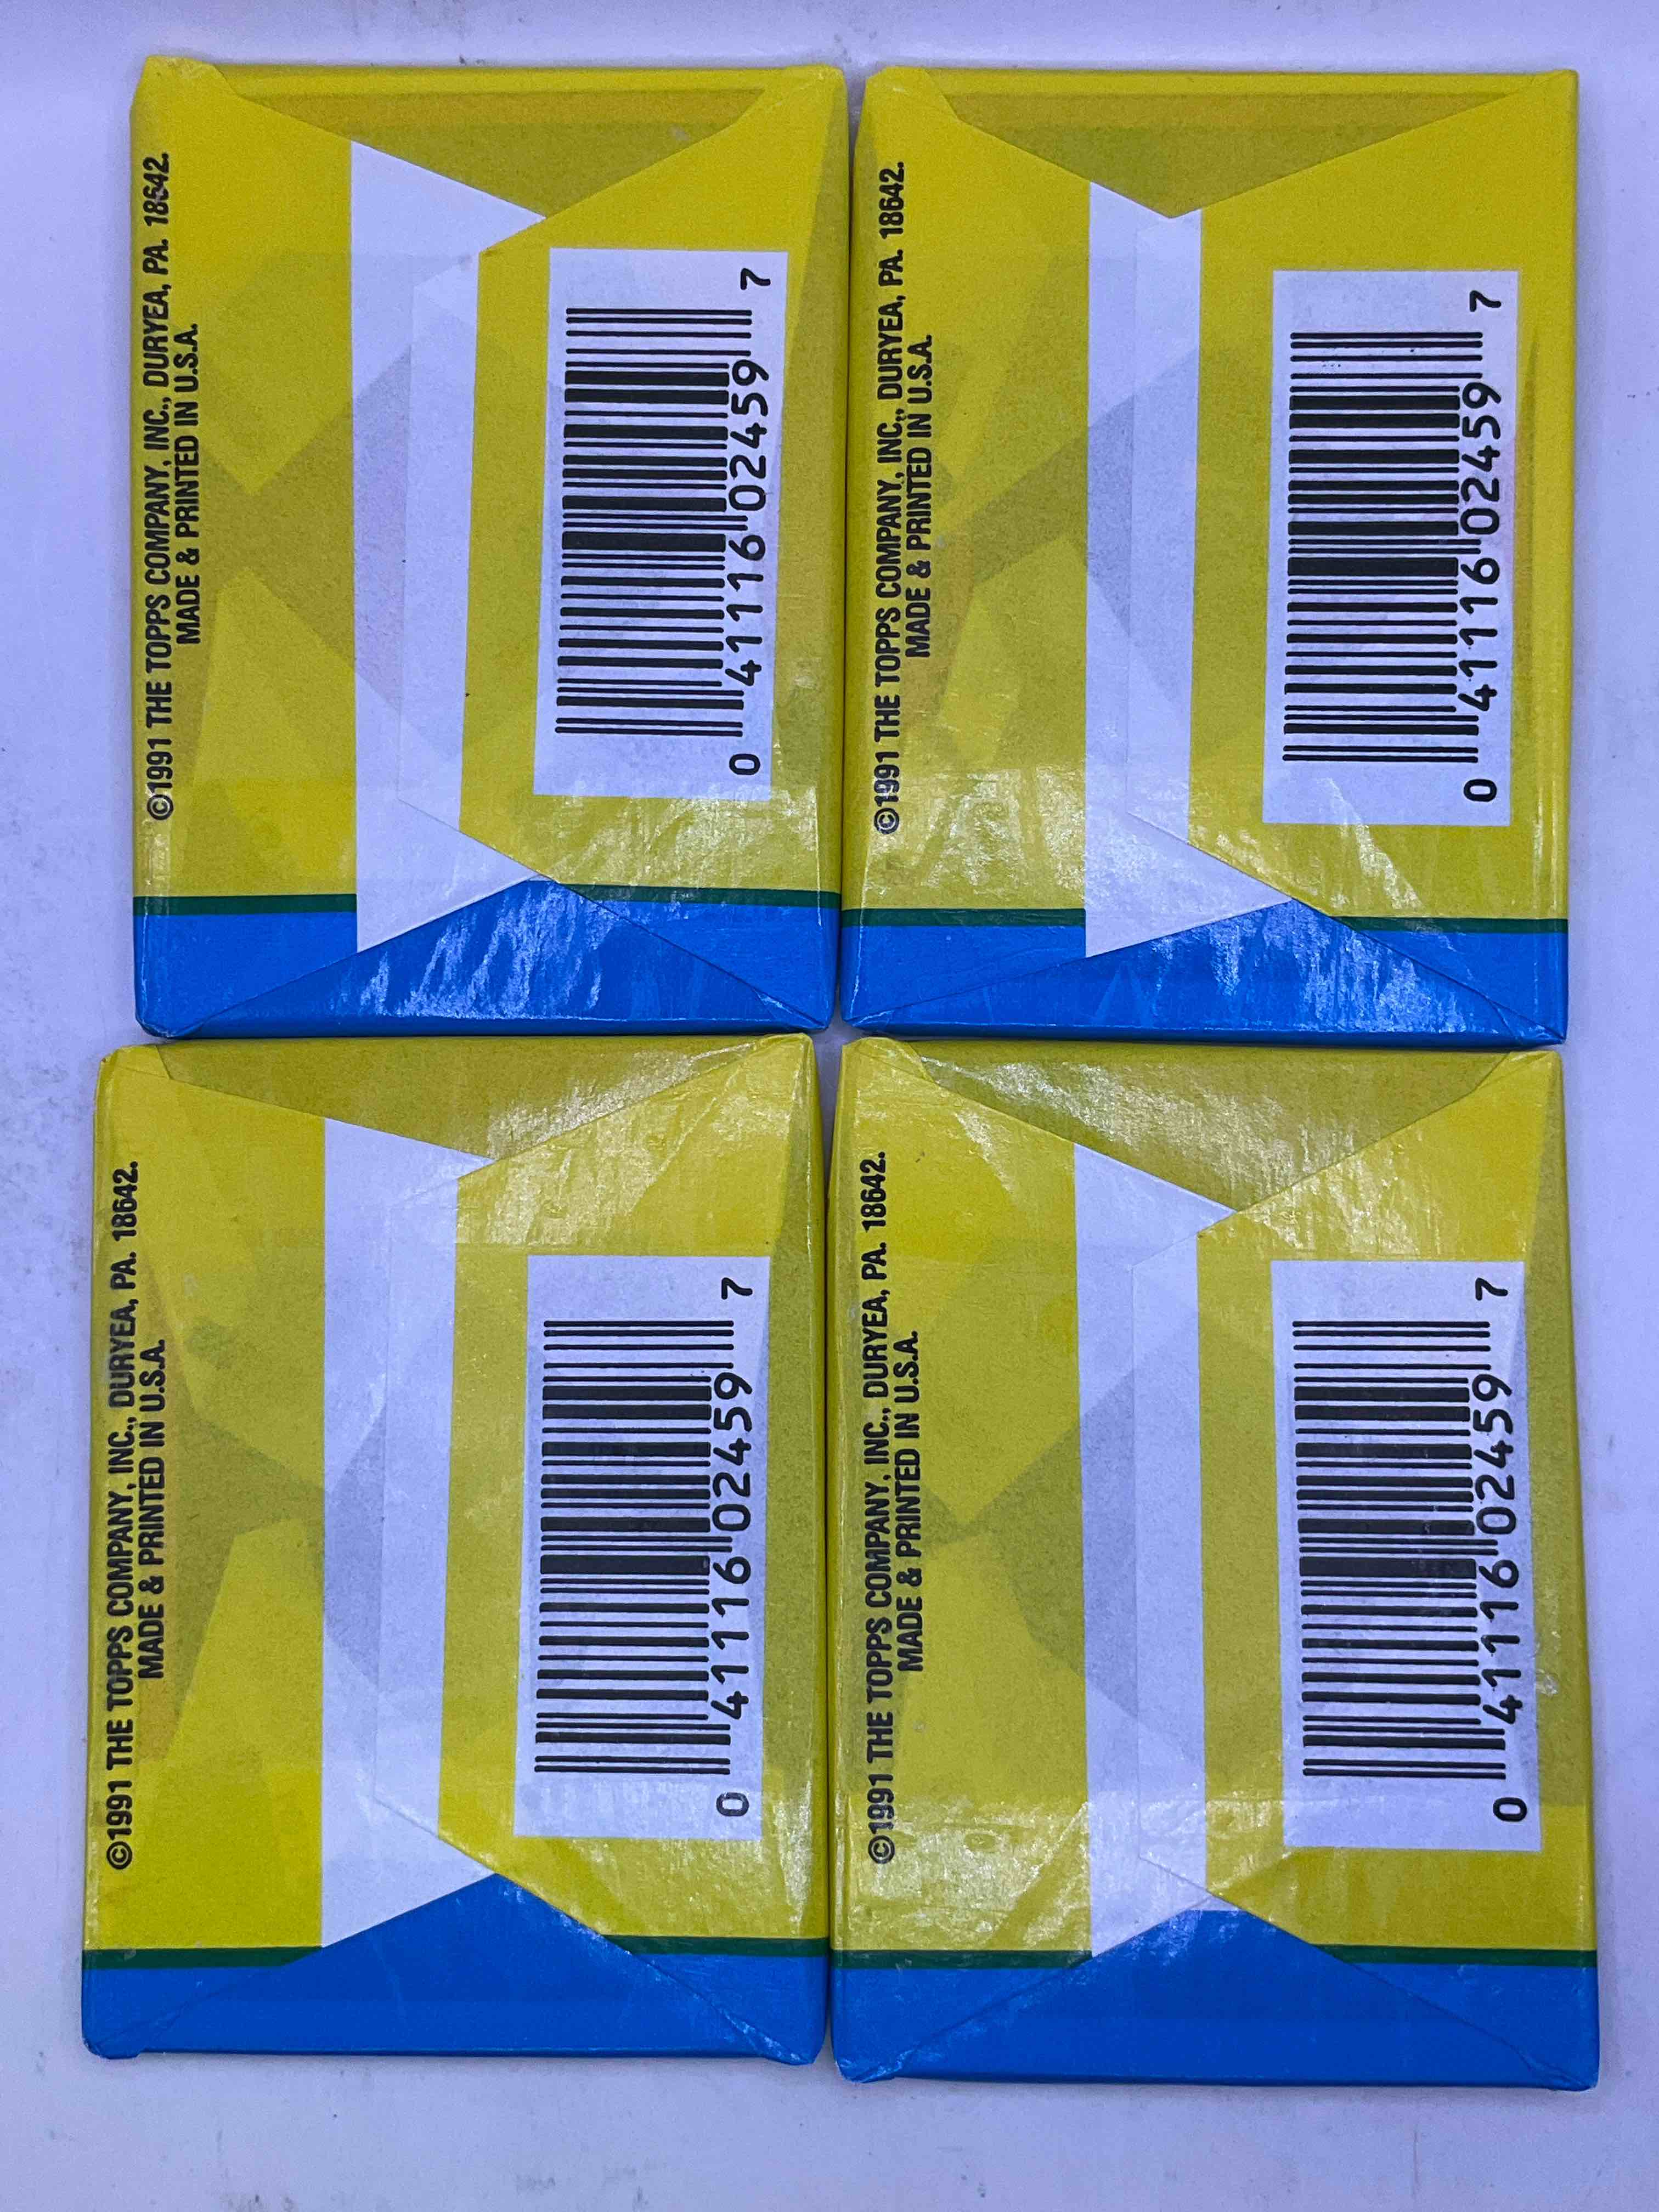 ©1991 THE TOPPS COMPANY, INC., DURYEA, PA. 18642.
MADE & PRINTED IN U.S.A.
0 41116 02459 7
©1991 THE TOPPS COMPANY, INC., DURYEA, PA. 18642.
MADE & PRINTED IN U.S.A.
0 41116 02459 7
©1991 THE TOPPS COMPANY, INC., DURYEA, PA. 18642.
MADE & PRINTED IN U.S.A.
0 41116 02459 7
©1991 THE TOPPS COMPANY, INC., DURYEA, PA. 18642.
MADE & PRINTED IN U.S.A.
0 41116 02459 7